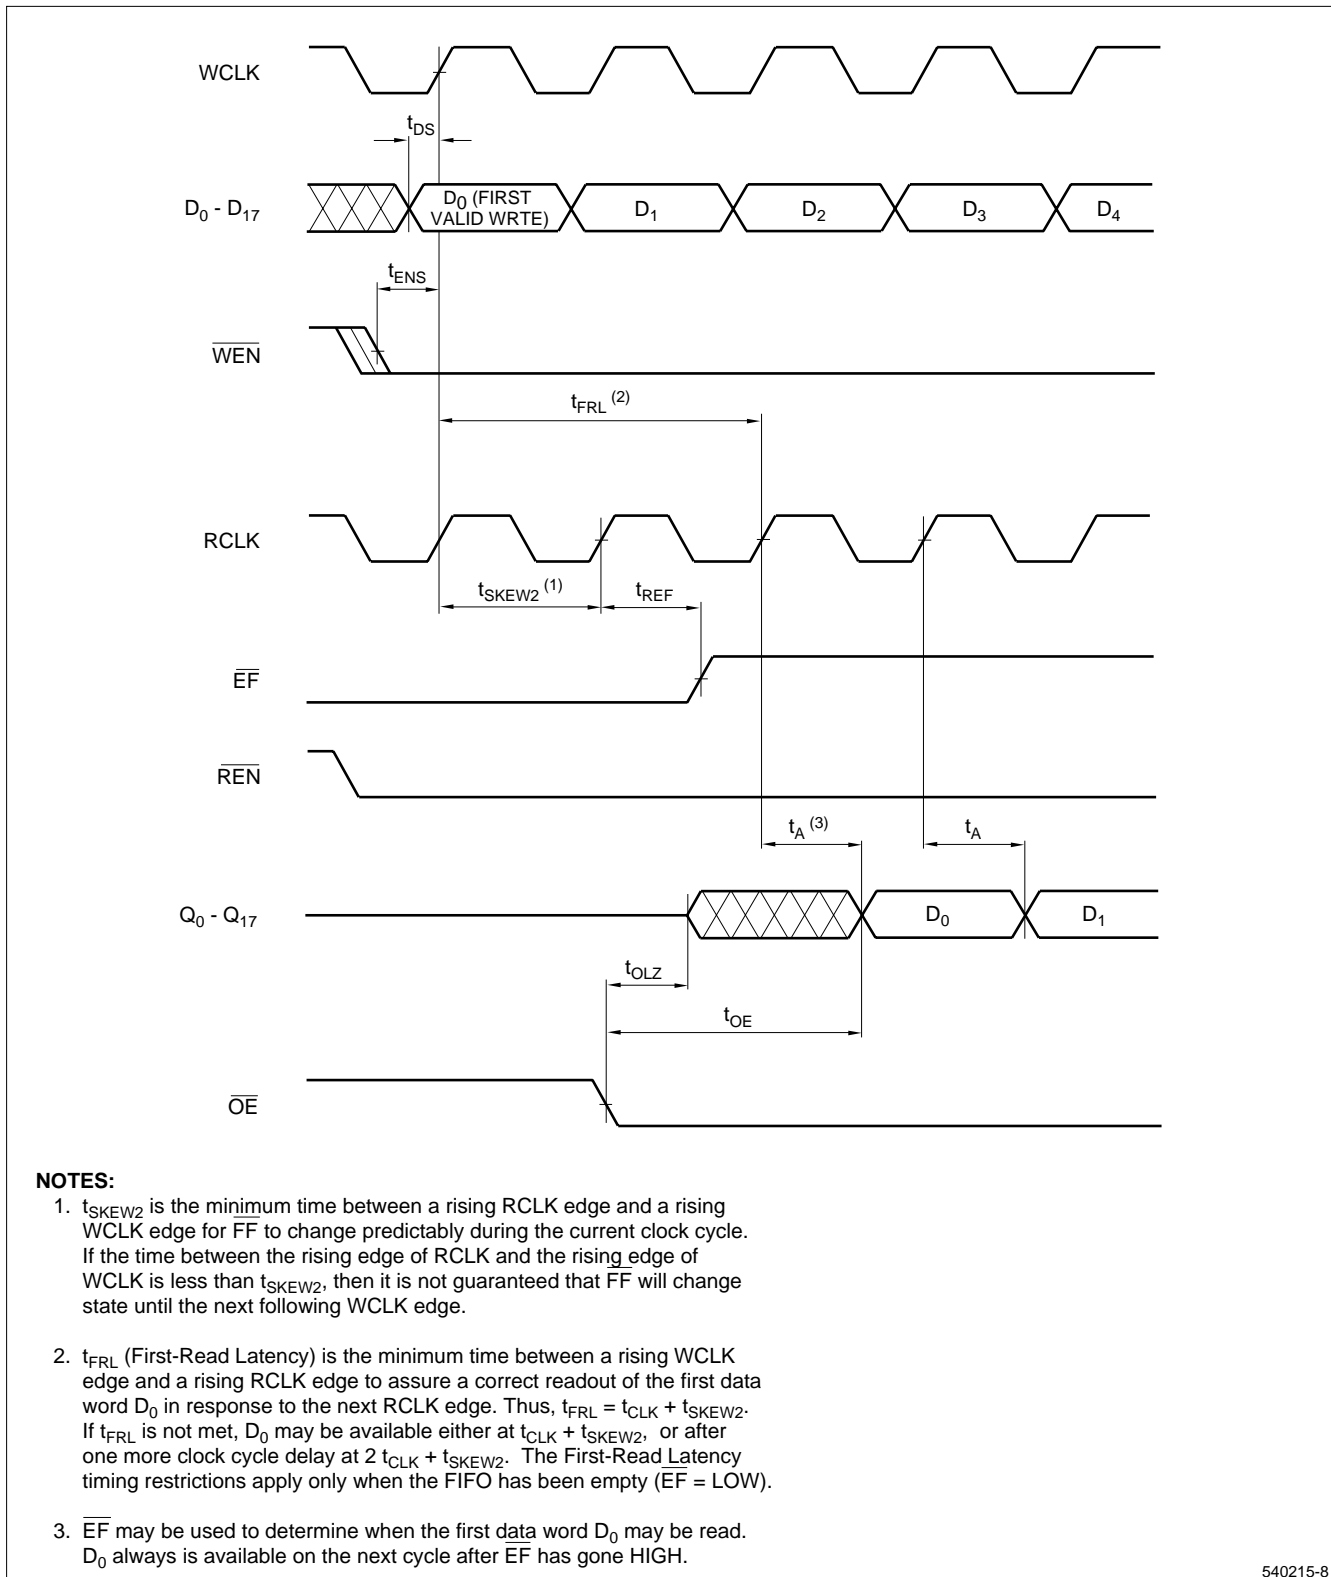 WCLK
tDS
D0 - D17
D0 (FIRST
VALID WRTE)
D1
D2
D3
D4
tENS
WEN
tFRL (2)
RCLK
tSKEW2 (1)
tREF
EF
REN
tA (3)
tA
Q0 - Q17
D0
D1
tOLZ
tOE
OE
NOTES:
1. tSKEW2 is the minimum time between a rising RCLK edge and a rising
WCLK edge for FF to change predictably during the current clock cycle.
If the time between the rising edge of RCLK and the rising edge of
WCLK is less than tSKEW2, then it is not guaranteed that FF will change
state until the next following WCLK edge.
2. tFRL (First-Read Latency) is the minimum time between a rising WCLK
edge and a rising RCLK edge to assure a correct readout of the first data
word D0 in response to the next RCLK edge. Thus, tFRL = tCLK + tSKEW2.
If tFRL is not met, D0 may be available either at tCLK + tSKEW2, or after
one more clock cycle delay at 2 tCLK + tSKEW2. The First-Read Latency
timing restrictions apply only when the FIFO has been empty (EF = LOW).
3. EF may be used to determine when the first data word D0 may be read.
D0 always is available on the next cycle after EF has gone HIGH.
540215-8